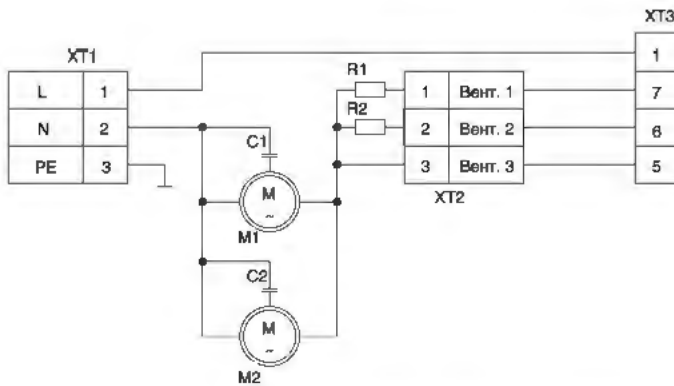 XT3
XT1
1
L 1
R1
1 Вент. 1
7
N 2
R2
2 Вент. 2
6
PE 3
C1
3 Вент. 3
5
XT2
M
~
M1
C2
M
~
M2